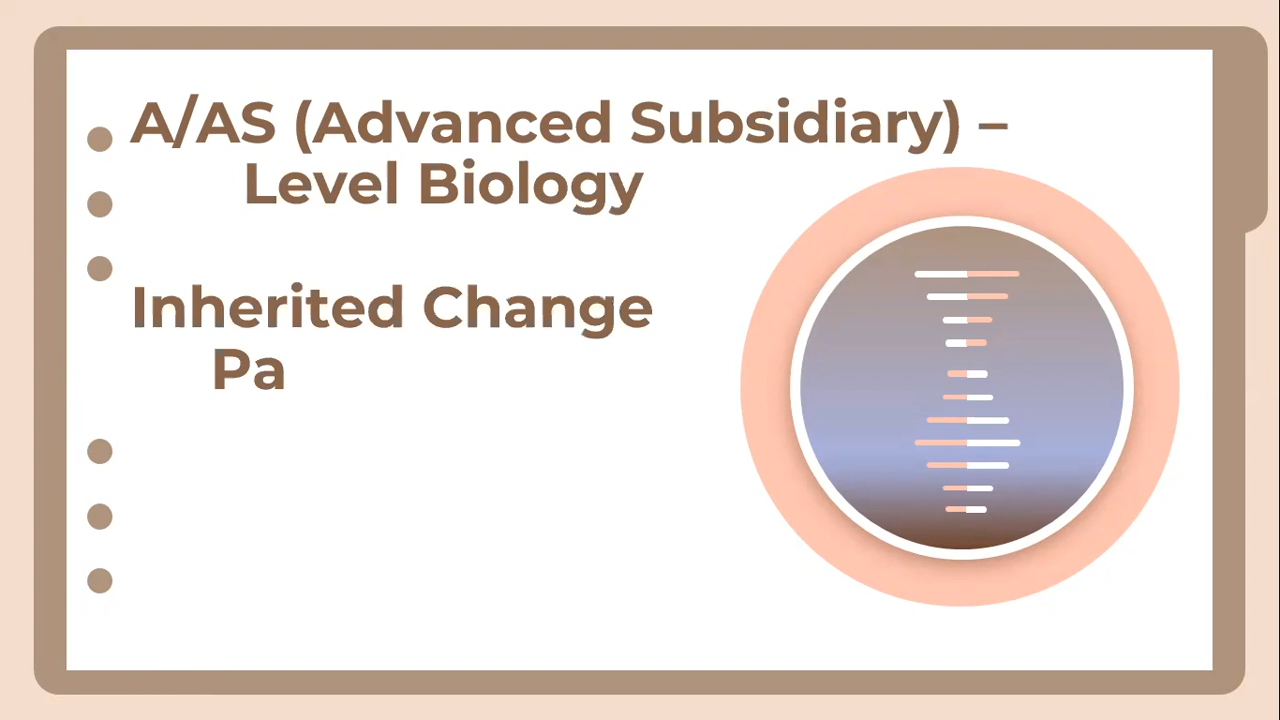 A/AS (Advanced Subsidiary) –
Level Biology
Inherited Change
Pa